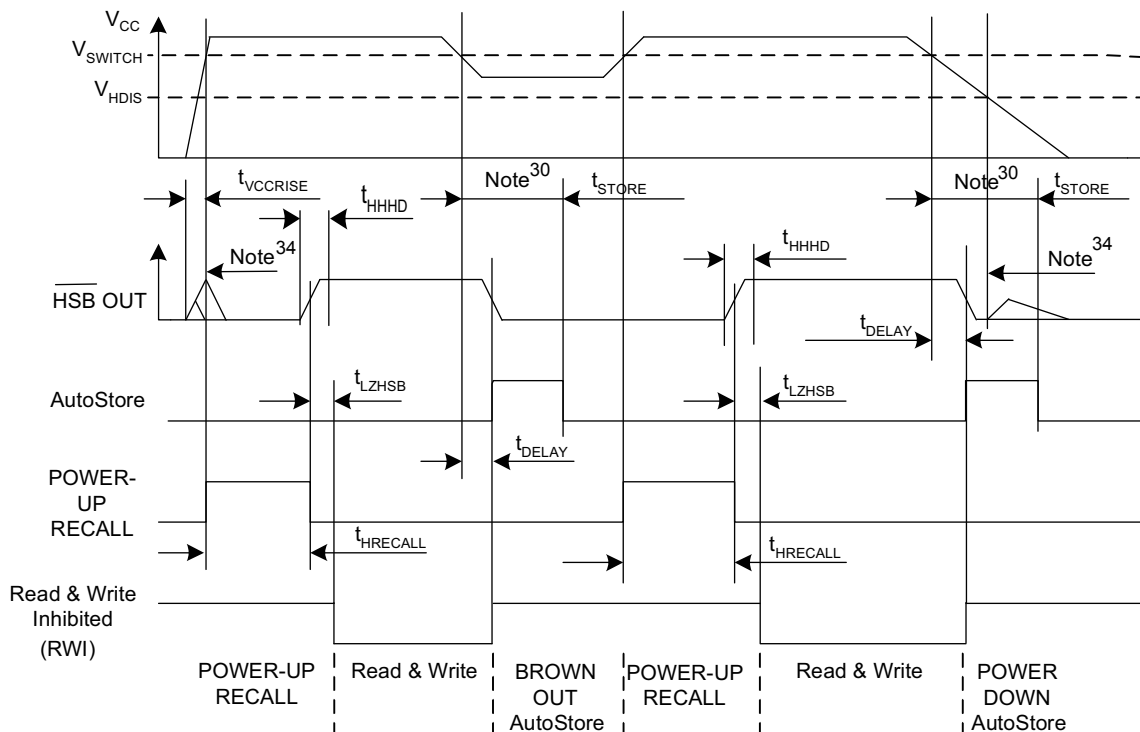 VCC
VSWITCH
VHDIS
tVCCRISE
tHHHD
Note30
tSTORE
Note30
tSTORE
Note34
tHHHD
Note34
HSB OUT
tDELAY
tLZHSB
tLZHSB
AutoStore
tDELAY
POWER-
UP
RECALL
tHRECALL
tHRECALL
Read & Write
Inhibited
(RWI)
POWER-UP
RECALL
Read & Write
BROWN
OUT
AutoStore
POWER-UP
RECALL
Read & Write
POWER
DOWN
AutoStore